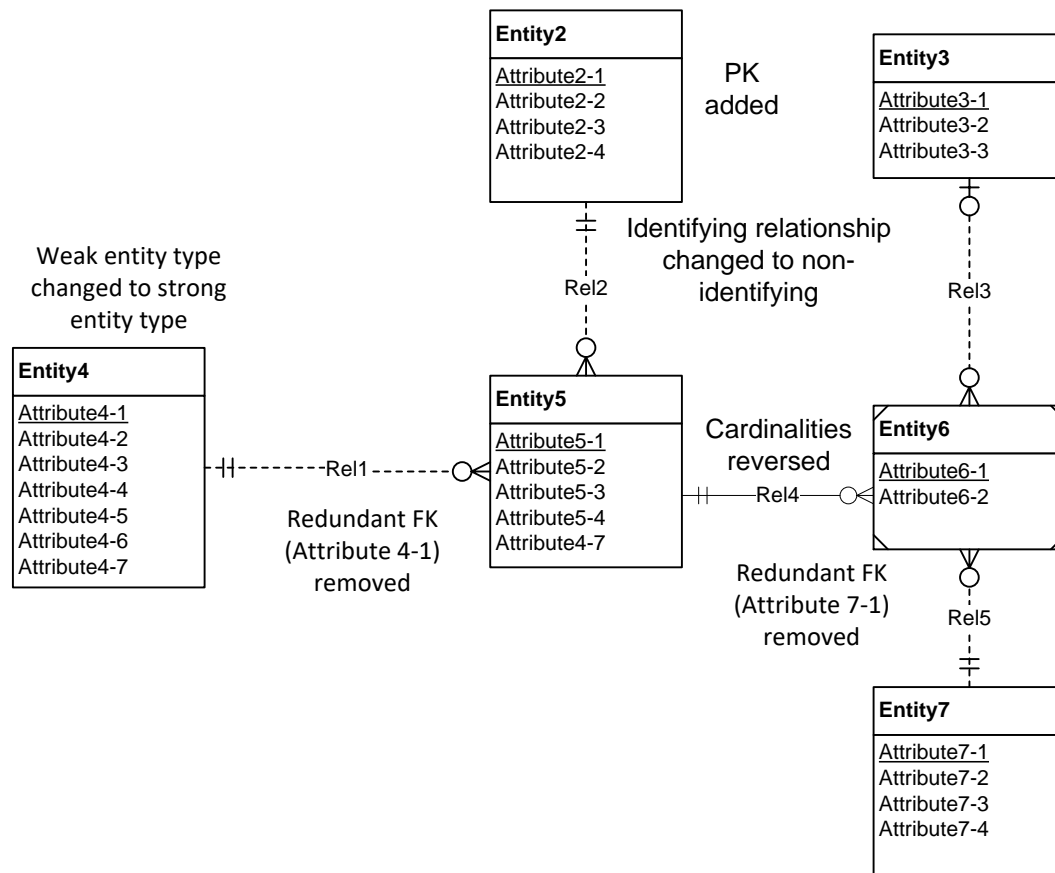 Entity2
Attribute2-1
Attribute2-2
Attribute2-3
Attribute2-4
PK
added
Entity3
Attribute3-1
Attribute3-2
Attribute3-3
Identifying relationship
changed to non-
identifying
Rel2
Rel3
Weak entity type
changed to strong
entity type
Entity4
Attribute4-1
Attribute4-2
Attribute4-3
Attribute4-4
Attribute4-5
Attribute4-6
Attribute4-7
Rel1
Redundant FK
(Attribute 4-1)
removed
Entity5
Attribute5-1
Attribute5-2
Attribute5-3
Attribute5-4
Attribute4-7
Cardinalities
reversed
Rel4
Entity6
Attribute6-1
Attribute6-2
Redundant FK
(Attribute 7-1)
removed
Rel5
Entity7
Attribute7-1
Attribute7-2
Attribute7-3
Attribute7-4